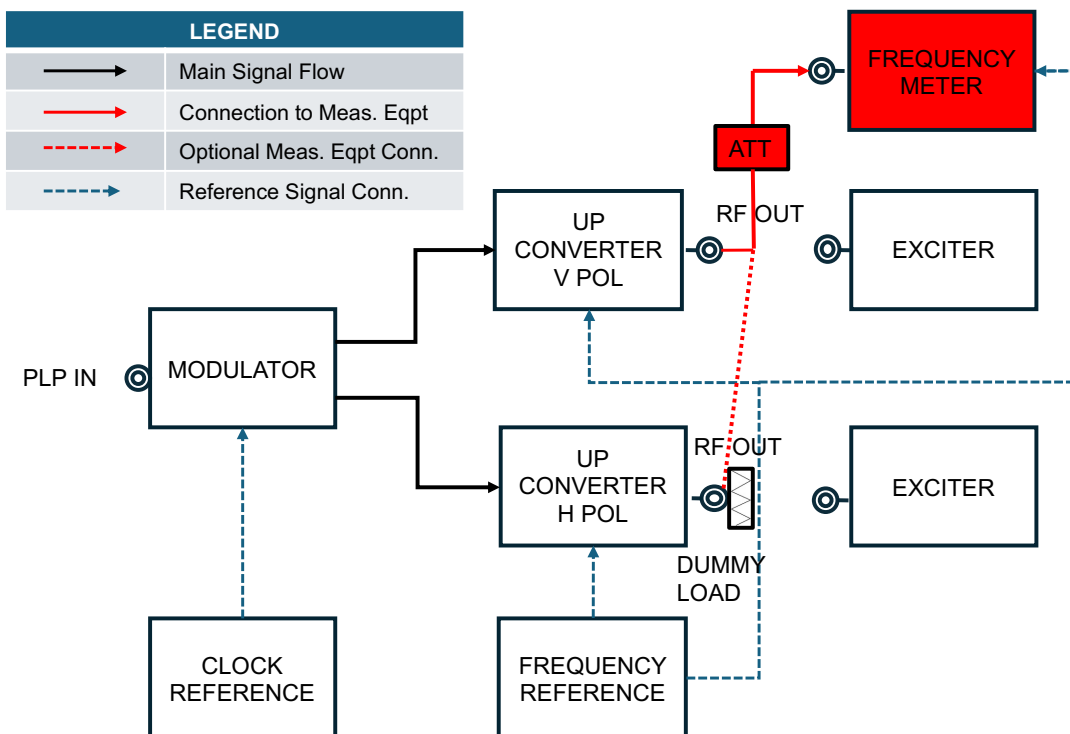 LEGEND
Main Signal Flow
Connection to Meas. Eqpt
Optional Meas. Eqpt Conn.
Reference Signal Conn.
FREQUENCY
METER
ATT
RF OUT
UP
CONVERTER
V POL
EXCITER
PLP IN
MODULATOR
RF OUT
UP
CONVERTER
H POL
EXCITER
DUMMY
LOAD
CLOCK
REFERENCE
FREQUENCY
REFERENCE